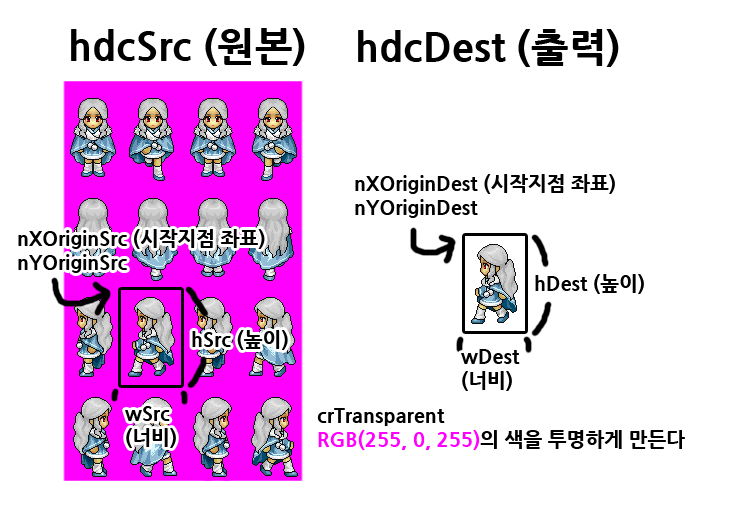 hdcSrc (원본)
hdcDest (출력)
nXOriginDest (시작지점 좌표)
nYOriginDest
nXOriginSrc (시작지점 좌표)
nYOriginSrc
hDest (높이)
hSrc (높이)
wDest
(너비)
wSrc
(너비)
crTransparent
RGB(255, 0, 255)의 색을 투명하게 만든다